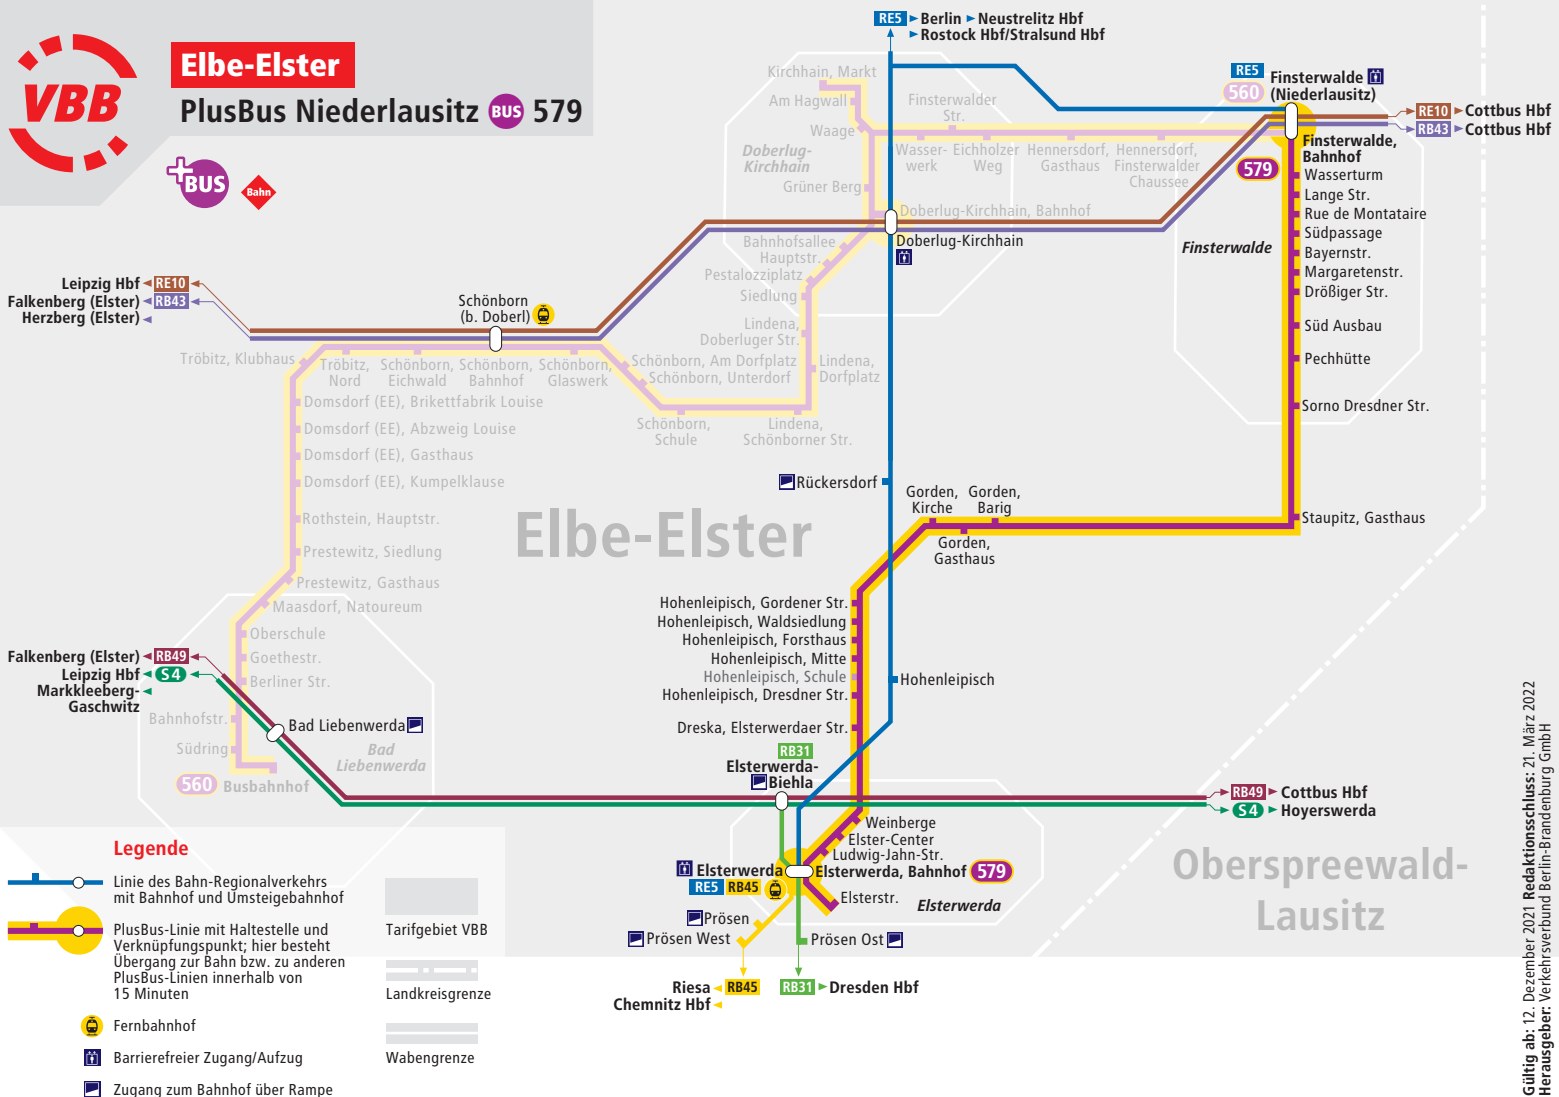 VBB
Elbe-Elster
PlusBus Niederlausitz BUS 579
+BUS
Bahn
RE5 Berlin Neustrelitz Hbf
Rostock Hbf/Stralsund Hbf
Kirchhain, Markt
Am Hagwall
Waage
Finsterwalder
Str.
Doberlug-
Kirchhain
Wasser-
werk
Eichholzer
Weg
Hennersdorf,
Gasthaus
Hennersdorf,
Finsterwalder
Chaussee
Grüner Berg
Doberlug-Kirchhain, Bahnhof
Doberlug-Kirchhain
Bahnhofsallee
Hauptstr.
Pestalozziplatz
Siedlung
Lindena,
Doberluger Str.
Lindena,
Dorfplatz
Lindena,
Schönborner Str.
RE5
560
Finsterwalde
(Niederlausitz)
RE10 Cottbus Hbf
RB43 Cottbus Hbf
Finsterwalde,
Bahnhof
579
Wasserturm
Lange Str.
Rue de Montataire
Südpassage
Bayernstr.
Margaretenstr.
Drößiger Str.
Süd Ausbau
Pechhütte
Sorno Dresdner Str.
Staupitz, Gasthaus
Finsterwalde
Leipzig Hbf RE10
Falkenberg (Elster) RB43
Herzberg (Elster)
Schönborn
(b. Doberl)
Tröbitz, Klubhaus
Tröbitz,
Nord
Schönborn,
Eichwald
Schönborn,
Bahnhof
Schönborn,
Glaswerk
Schönborn, Am Dorfplatz
Schönborn, Unterdorf
Schönborn,
Schule
Domsdorf (EE), Brikettfabrik Louise
Domsdorf (EE), Abzweig Louise
Domsdorf (EE), Gasthaus
Domsdorf (EE), Kumpelklause
Rothstein, Hauptstr.
Prestewitz, Siedlung
Prestewitz, Gasthaus
Maasdorf, Natoureum
Oberschule
Goethestr.
Berliner Str.
Bahnhofstr.
Südring
560 Busbahnhof
Bad
Liebenwerda
Bad Liebenwerda
Falkenberg (Elster) RB49
Leipzig Hbf S4
Markkleeberg-
Gaschwitz
Elbe-Elster
Rückersdorf
Gorden,
Kirche
Gorden,
Barig
Gorden,
Gasthaus
Hohenleipisch, Gordener Str.
Hohenleipisch, Waldsiedlung
Hohenleipisch, Forsthaus
Hohenleipisch, Mitte
Hohenleipisch, Schule
Hohenleipisch, Dresdner Str.
Dreska, Elsterwerdaer Str.
Hohenleipisch
RB31
Elsterwerda-
Biehla
RB49 Cottbus Hbf
S4 Hoyerswerda
Weinberge
Elster-Center
Ludwig-Jahn-Str.
Elsterwerda
Elsterwerda, Bahnhof 579
RE5 RB45
Elsterstr.
Elsterwerda
Prösen
Prösen West
Prösen Ost
Riesa RB45
Chemnitz Hbf
RB31 Dresden Hbf
Oberspreewald-
Lausitz
Legende
Linie des Bahn-Regionalverkehrs
mit Bahnhof und Umsteigebahnhof
PlusBus-Linie mit Haltestelle und
Verknüpfungspunkt; hier besteht
Übergang zur Bahn bzw. zu anderen
PlusBus-Linien innerhalb von
15 Minuten
Fernbahnhof
Barrierefreier Zugang/Aufzug
Zugang zum Bahnhof über Rampe
Tarifgebiet VBB
Landkreisgrenze
Wabengrenze
Gültig ab: 12. Dezember 2021 Redaktionsschluss: 21. März 2022
Herausgeber: Verkehrsverbund Berlin-Brandenburg GmbH